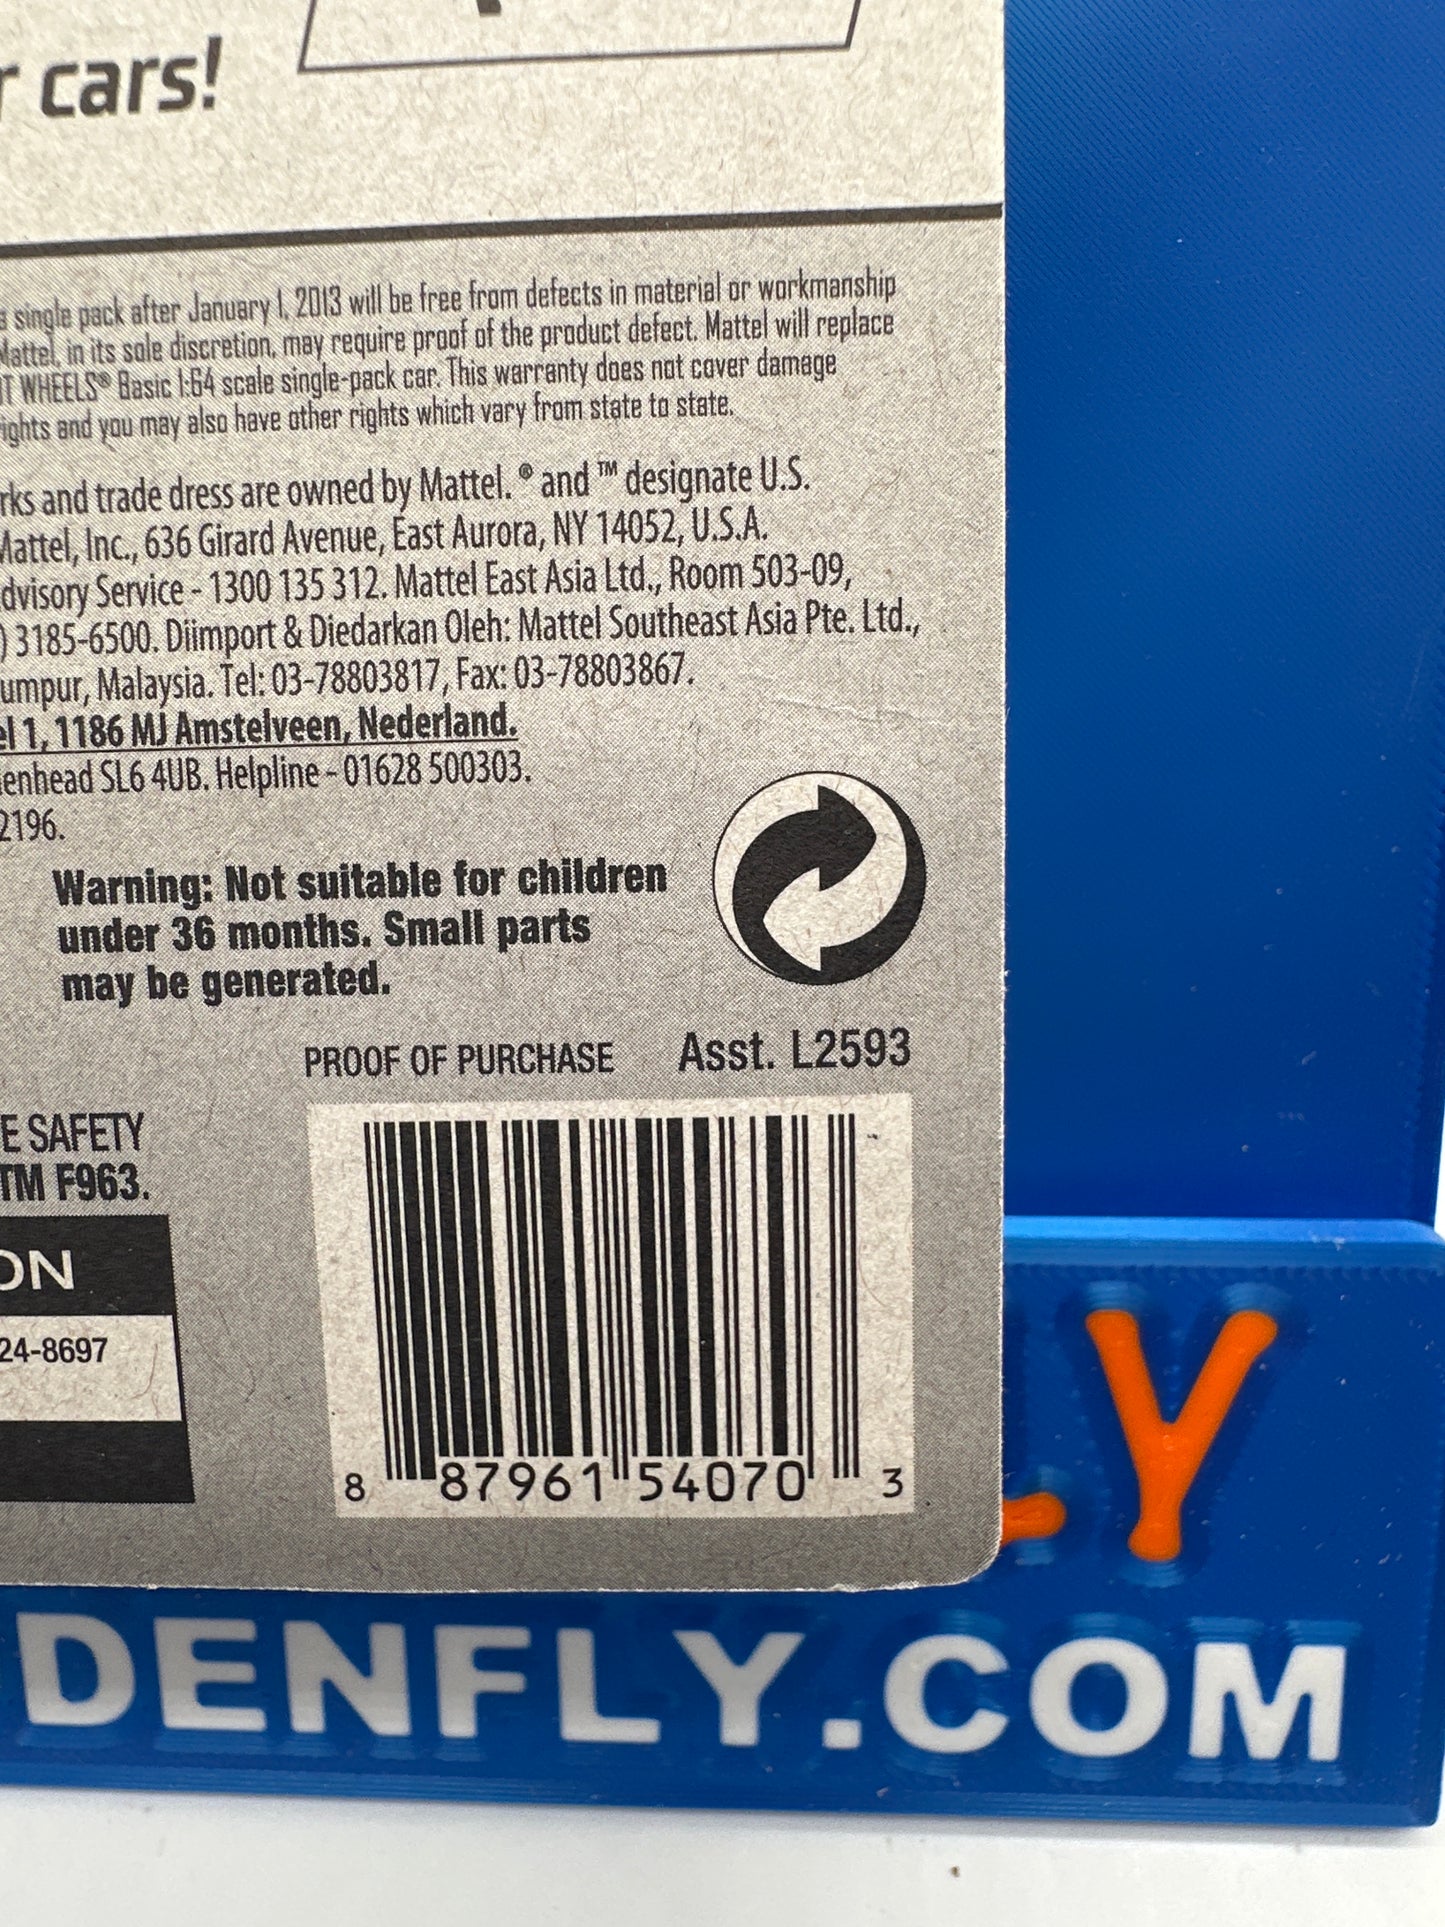 r cars!
s single pack after January 1, 2013 will be free from defects in material or workmanship
Mattel, in its sole discretion, may require proof of the product defect. Mattel will replace
OT WHEELS® Basic 1:64 scale single-pack car. This warranty does not cover damage
ights and you may also have other rights which vary from state to state.
rks and trade dress are owned by Mattel. ® and ™ designate U.S.
Mattel, Inc., 636 Girard Avenue, East Aurora, NY 14052, U.S.A.
dvisory Service - 1300 135 312. Mattel East Asia Ltd., Room 503-09,
) 3185-6500. Diimport & Diedarkan Oleh: Mattel Southeast Asia Pte. Ltd.,
umpur, Malaysia. Tel: 03-78803817, Fax: 03-78803867.
el 1, 1186 MJ Amstelveen, Nederland.
enhead SL6 4UB. Helpline - 01628 500303.
2196.
Warning: Not suitable for children
under 36 months. Small parts
may be generated.
PROOF OF PURCHASE Asst. L2593
E SAFETY
TM F963.
ON
24-8697
8 87961 54070 3
LY
DENFLY.COM